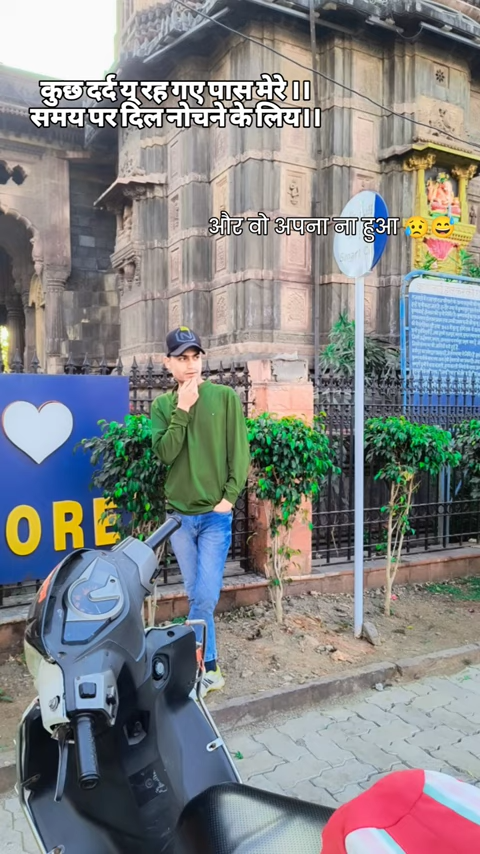 कुछ दर्द यू रह गए पास मेरे ।।
समय पर दिल नोचने के लिय।।
और वो अपना ना हुआ 😥😅
ORE